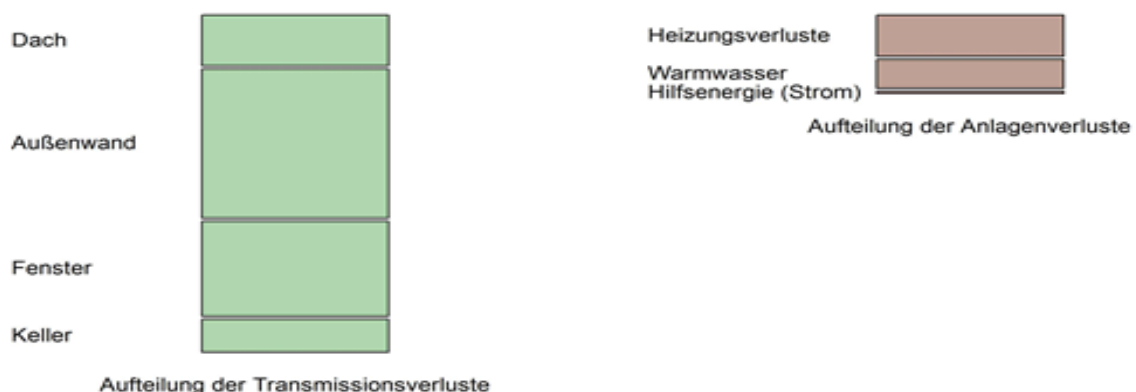 Dach
Außenwand
Fenster
Keller
Aufteilung der Transmissionsverluste
Heizungsverluste
Warmwasser
Hilfsenergie (Strom)
Aufteilung der Anlagenverluste